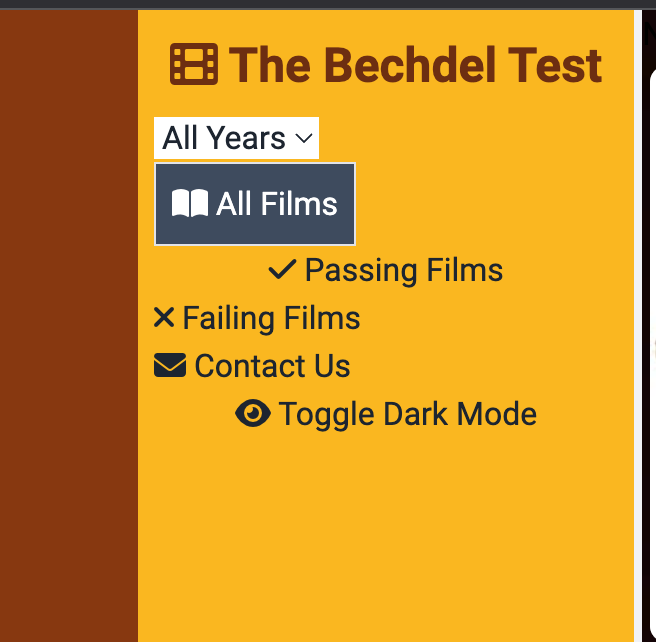 The Bechdel Test
All Years
All Films
Passing Films
Failing Films
Contact Us
Toggle Dark Mode